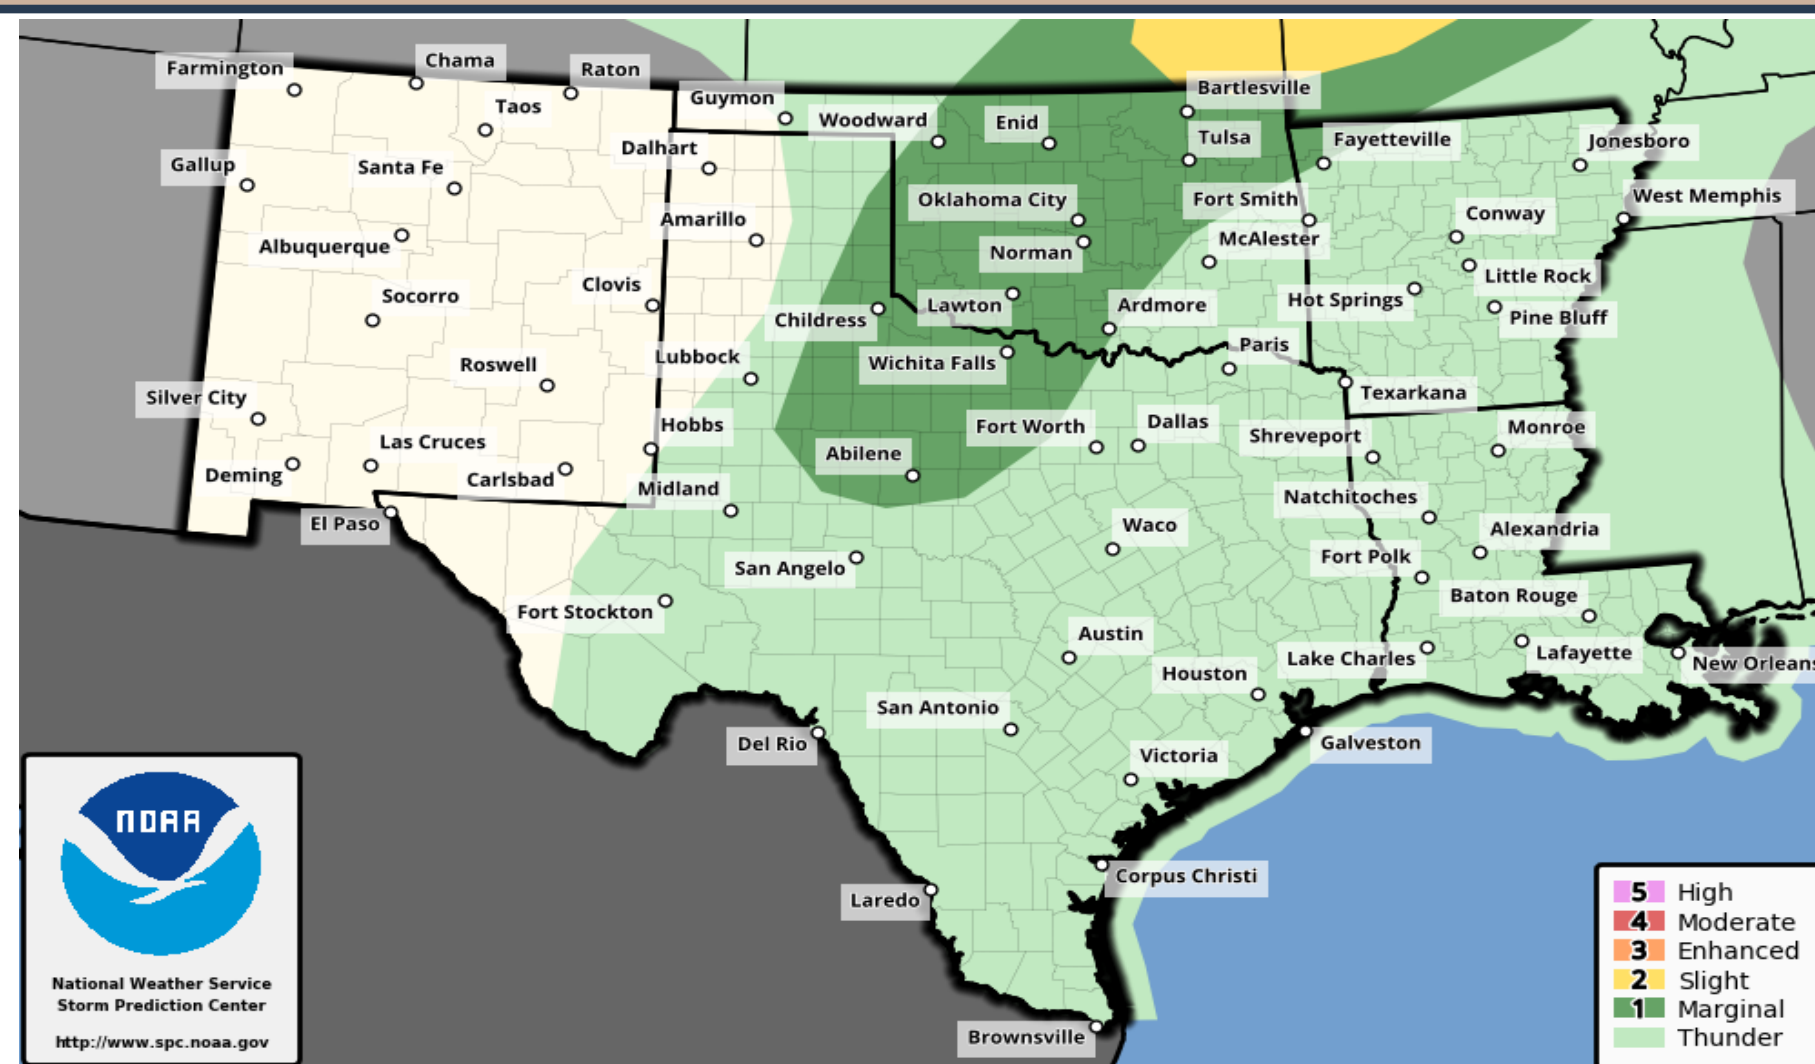 Farmington
Chama
Raton
Taos
Guymon
Woodward
Enid
Bartlesville
Tulsa
Fayetteville
Jonesboro
Gallup
Santa Fe
Dalhart
Oklahoma City
Fort Smith
West Memphis
Conway
Albuquerque
Amarillo
Norman
McAlester
Little Rock
Socorro
Clovis
Childress
Lawton
Ardmore
Hot Springs
Pine Bluff
Roswell
Lubbock
Wichita Falls
Paris
Texarkana
Silver City
Las Cruces
Hobbs
Fort Worth
Dallas
Shreveport
Monroe
Deming
Carlsbad
Midland
Abilene
Natchitoches
El Paso
Waco
Alexandria
San Angelo
Fort Polk
Fort Stockton
Baton Rouge
Austin
Lake Charles
Lafayette
New Orleans
Houston
San Antonio
Del Rio
Victoria
Galveston
Corpus Christi
Laredo
Brownsville
NOAA
National Weather Service
Storm Prediction Center
http://www.spc.noaa.gov
5 High
4 Moderate
3 Enhanced
2 Slight
1 Marginal
Thunder